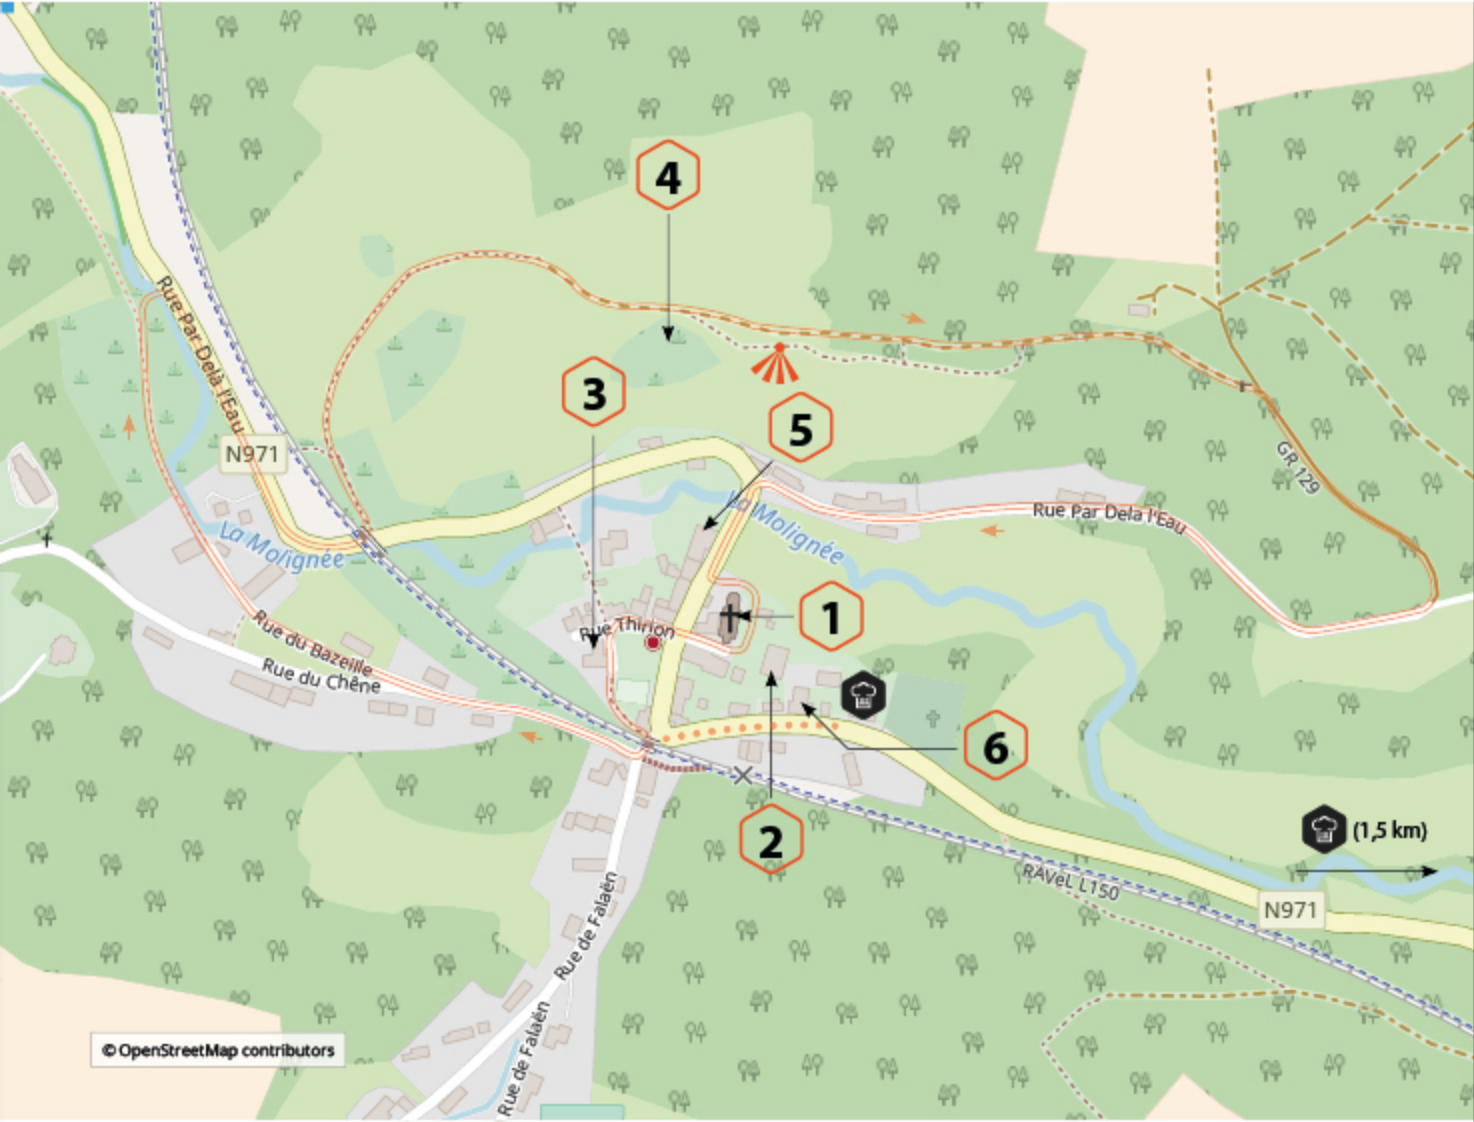 4
3
5
Rue Par Delà l'Eau
N971
GR 129
La Molignée
La Molignée
Rue Par Delà l'Eau
1
Rue Thirion
Rue du Bazeille
Rue du Chêne
6
2
(1,5 km)
RAVeL L150
N971
Rue de Falaën
Rue de Falaën
© OpenStreetMap contributors